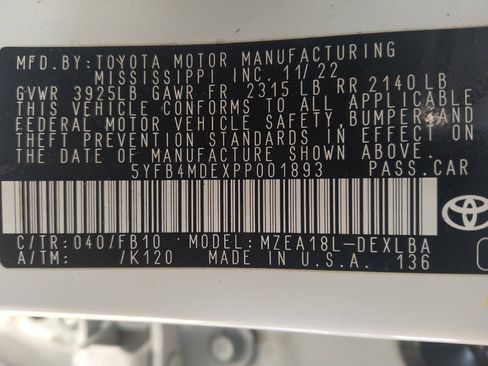 MFD.BY:TOYOTA MOTOR MANUFACTURING
MISSISSIPPI INC. 11/22
GVWR 3925LB GAWR FR 2315 LB RR 2140 LB
THIS VEHICLE CONFORMS TO ALL APPLICABLE
FEDERAL MOTOR VEHICLE SAFETY, BUMPER AND
THEFT PREVENTION STANDARDS IN EFFECT ON
THE DATE OF MANUFACTURE SHOWN ABOVE.
5YFB4MDEXPP001893 PASS.CAR
C/TR:040/FB10 MODEL:MZEA18L-DEXLBA
A/TM: /K120 MADE IN U.S.A. 136
TOYOTA